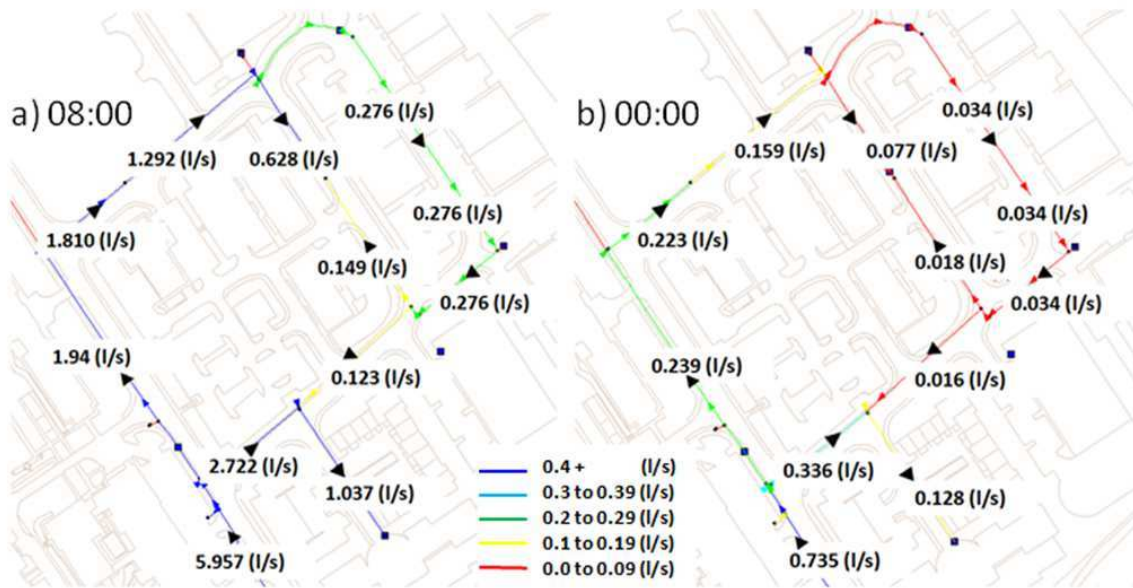 a) 08:00
0.276 (l/s)
1.292 (l/s)
0.628 (l/s)
0.276 (l/s)
1.810 (l/s)
0.149 (l/s)
0.276 (l/s)
1.94 (l/s)
0.123 (l/s)
2.722 (l/s)
1.037 (l/s)
5.957 (l/s)
0.4 + (l/s)
0.3 to 0.39 (l/s)
0.2 to 0.29 (l/s)
0.1 to 0.19 (l/s)
0.0 to 0.09 (l/s)
b) 00:00
0.034 (l/s)
0.159 (l/s)
0.077 (l/s)
0.034 (l/s)
0.223 (l/s)
0.018 (l/s)
0.034 (l/s)
0.239 (l/s)
0.016 (l/s)
0.336 (l/s)
0.128 (l/s)
0.735 (l/s)